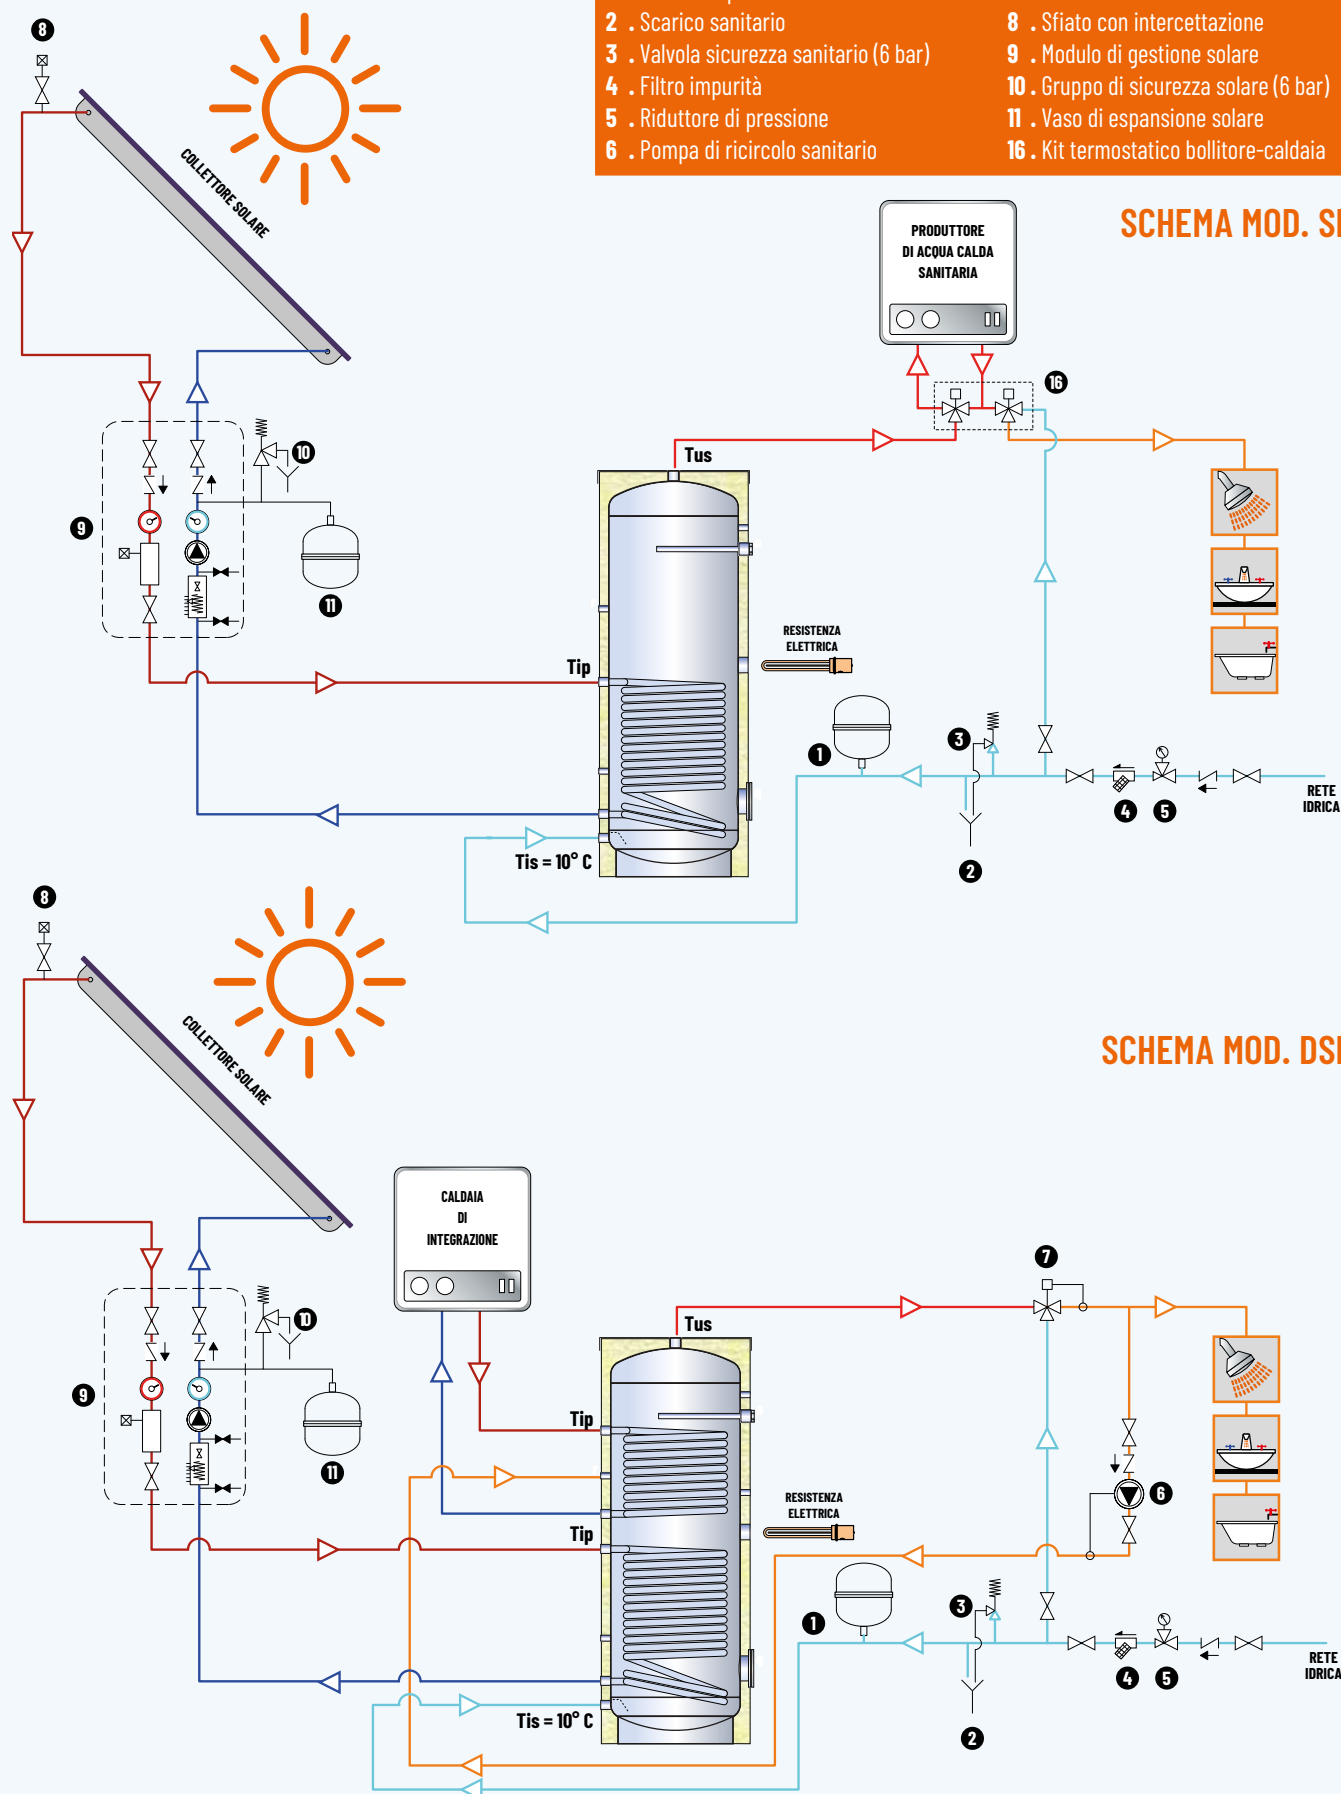 2 . Scarico sanitario
3 . Valvola sicurezza sanitario (6 bar)
4 . Filtro impurità
5 . Riduttore di pressione
6 . Pompa di ricircolo sanitario
8 . Sfiato con intercettazione
9 . Modulo di gestione solare
10 . Gruppo di sicurezza solare (6 bar)
11 . Vaso di espansione solare
16 . Kit termostatico bollitore-caldaia
8
COLLETTORE SOLARE
SCHEMA MOD.
PRODUTTORE
DI ACQUA CALDA
SANITARIA
16
10
Tus
9
11
RESISTENZA
ELETTRICA
Tip
3
1
4
5
RETE
IDRICA
Tis = 10° C
2
8
COLLETTORE SOLARE
SCHEMA MOD.
CALDAIA
DI
INTEGRAZIONE
7
10
Tus
9
Tip
11
RESISTENZA
ELETTRICA
6
Tip
3
1
4
5
RETE
IDRICA
Tis = 10° C
2